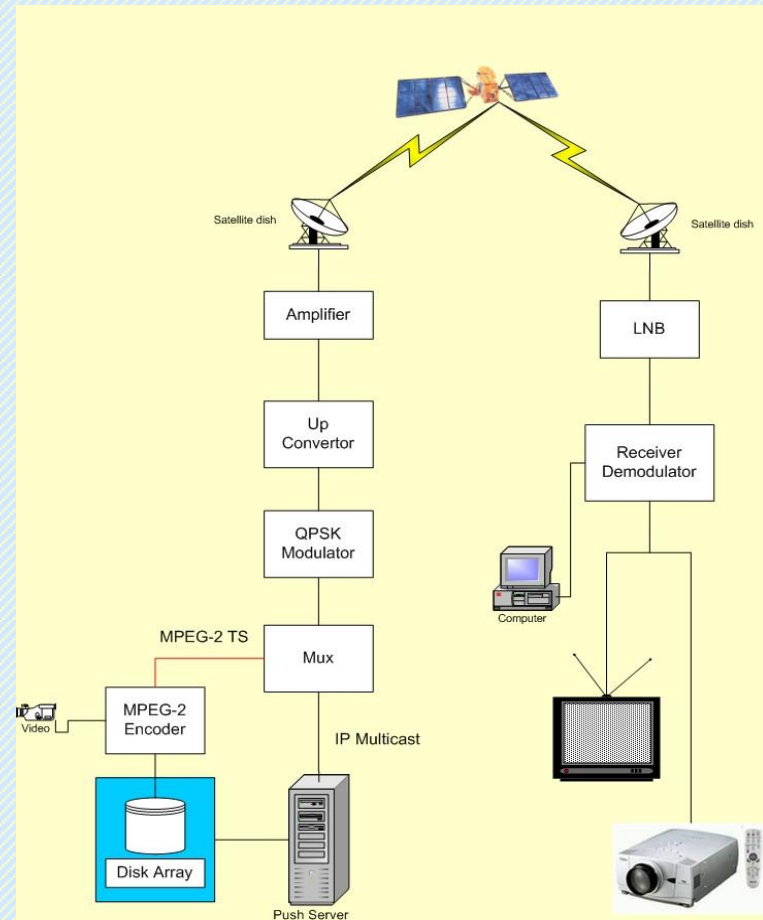 Satellite dish
Satellite dish
Amplifier
LNB
Up
Convertor
Receiver
Demodulator
QPSK
Modulator
Computer
MPEG-2 TS
Mux
Video
MPEG-2
Encoder
IP Multicast
Disk Array
Push Server